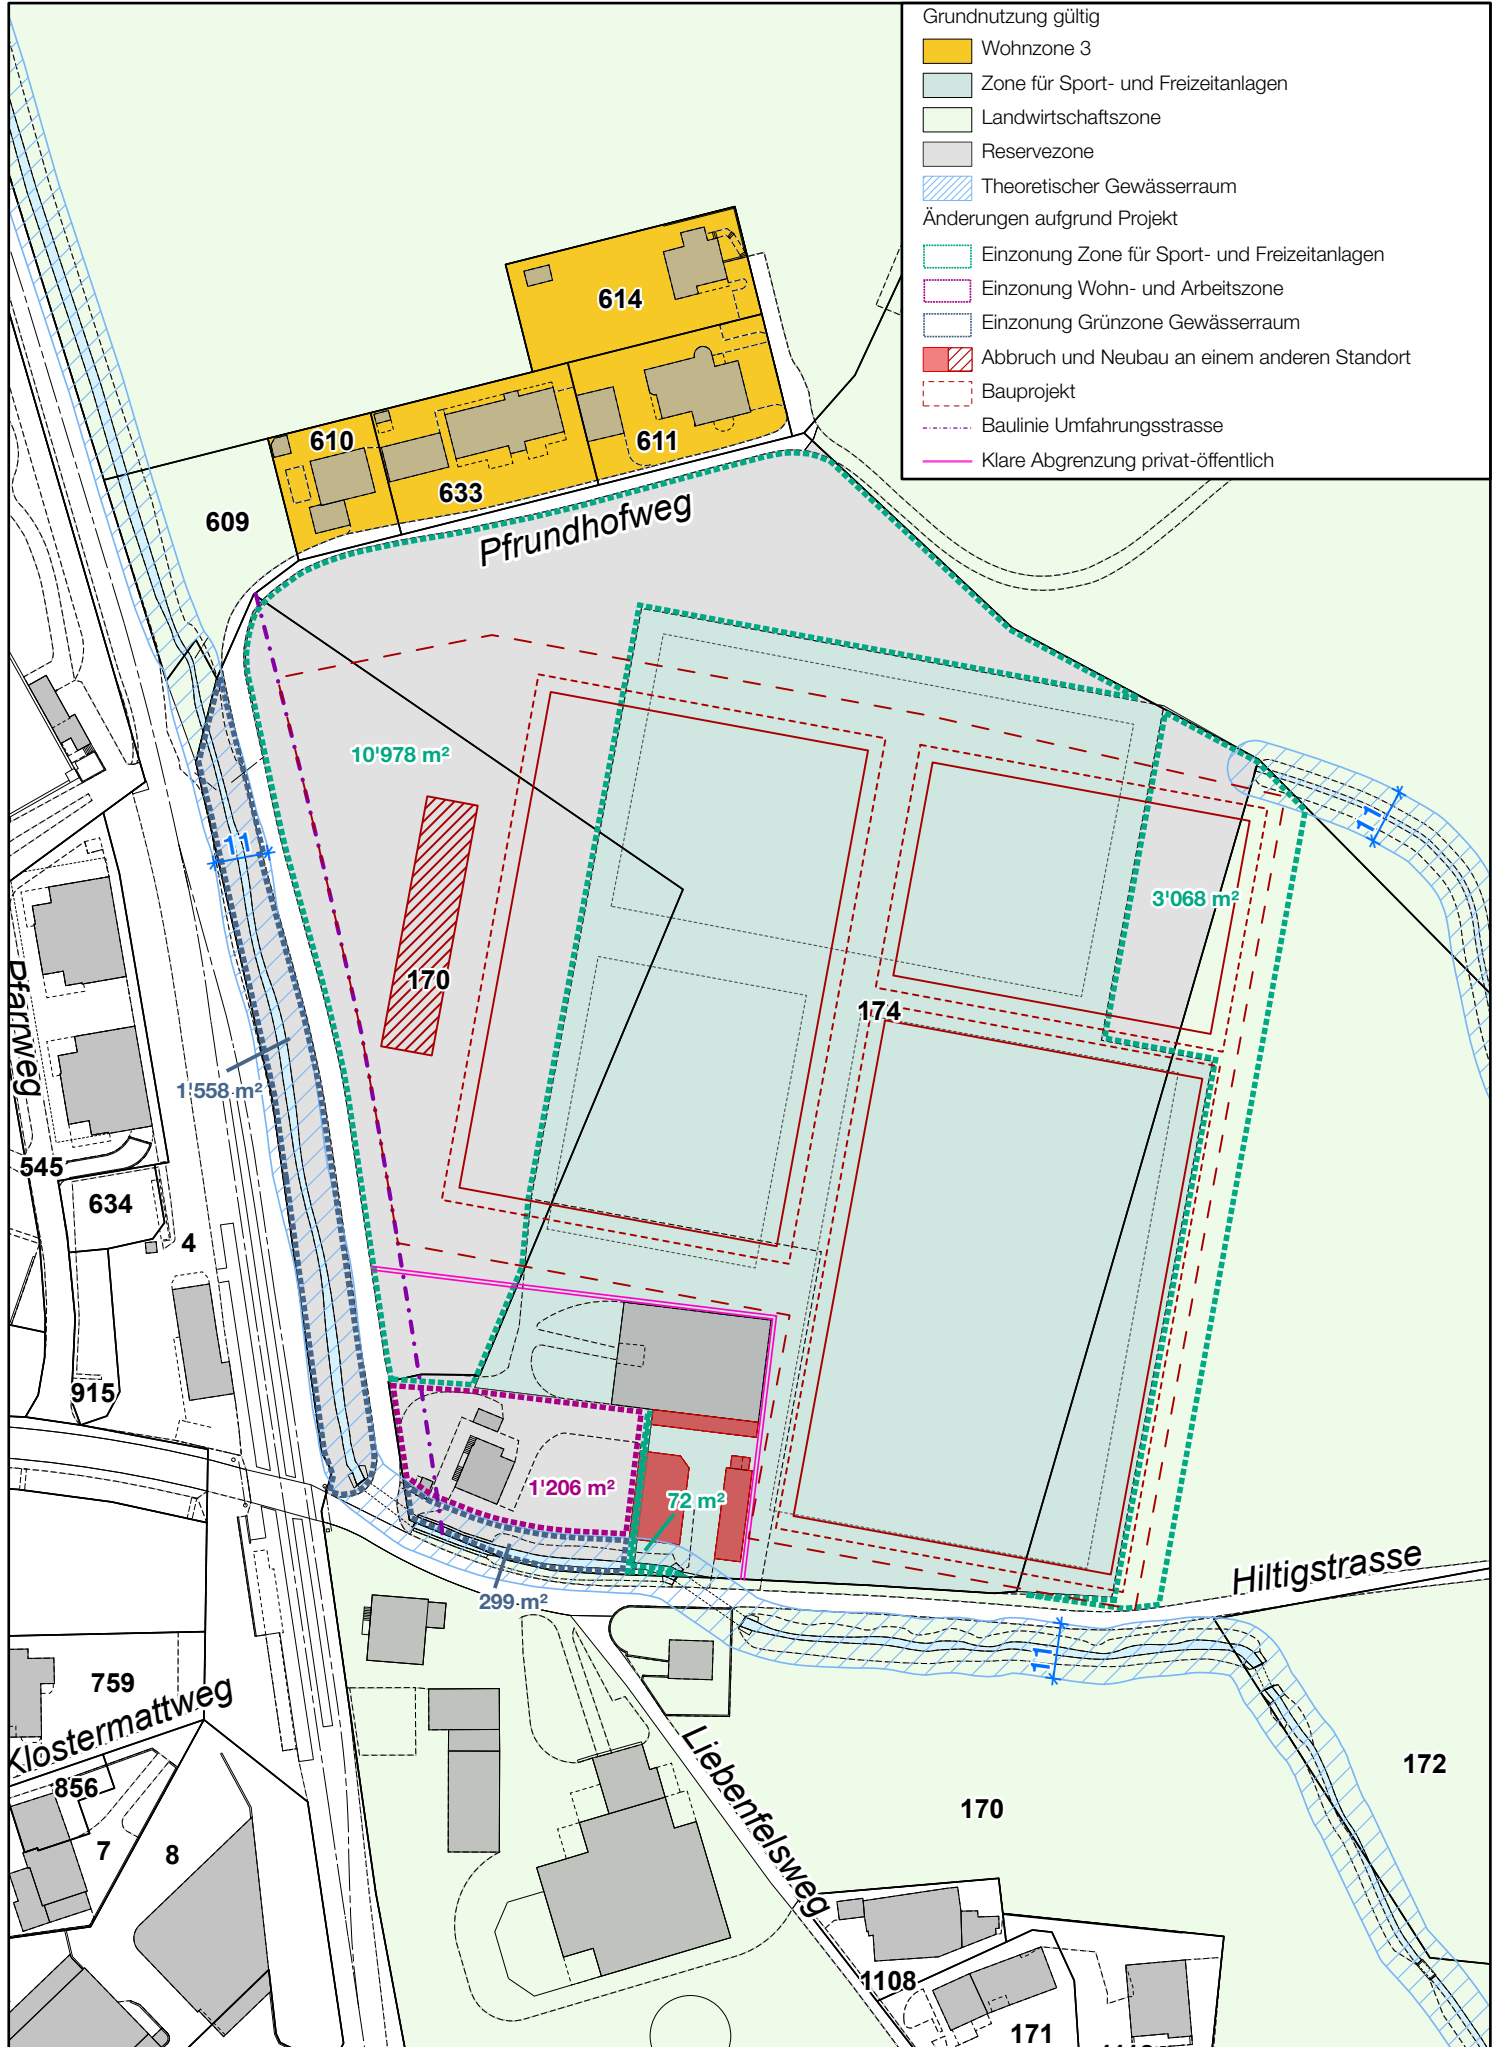 Grundnutzung gültig
Wohnzone 3
Zone für Sport- und Freizeitanlagen
Landwirtschaftszone
Reservezone
Theoretischer Gewässerraum
Änderungen aufgrund Projekt
Einzonung Zone für Sport- und Freizeitanlagen
Einzonung Wohn- und Arbeitszone
Einzonung Grünzone Gewässerraum
Abbruch und Neubau an einem anderen Standort
Bauprojekt
Baulinie Umfahrungsstrasse
Klare Abgrenzung privat-öffentlich
614
610
611
633
609
Pfrundhofweg
10'978 m²
11
11
3'068 m²
170
174
Pfarrweg
1'558 m²
545
634
4
915
1'206 m²
72 m²
299 m²
Hiltigstrasse
11
759
Klostermattweg
Liebenfelsweg
172
856
170
7
8
1108
171